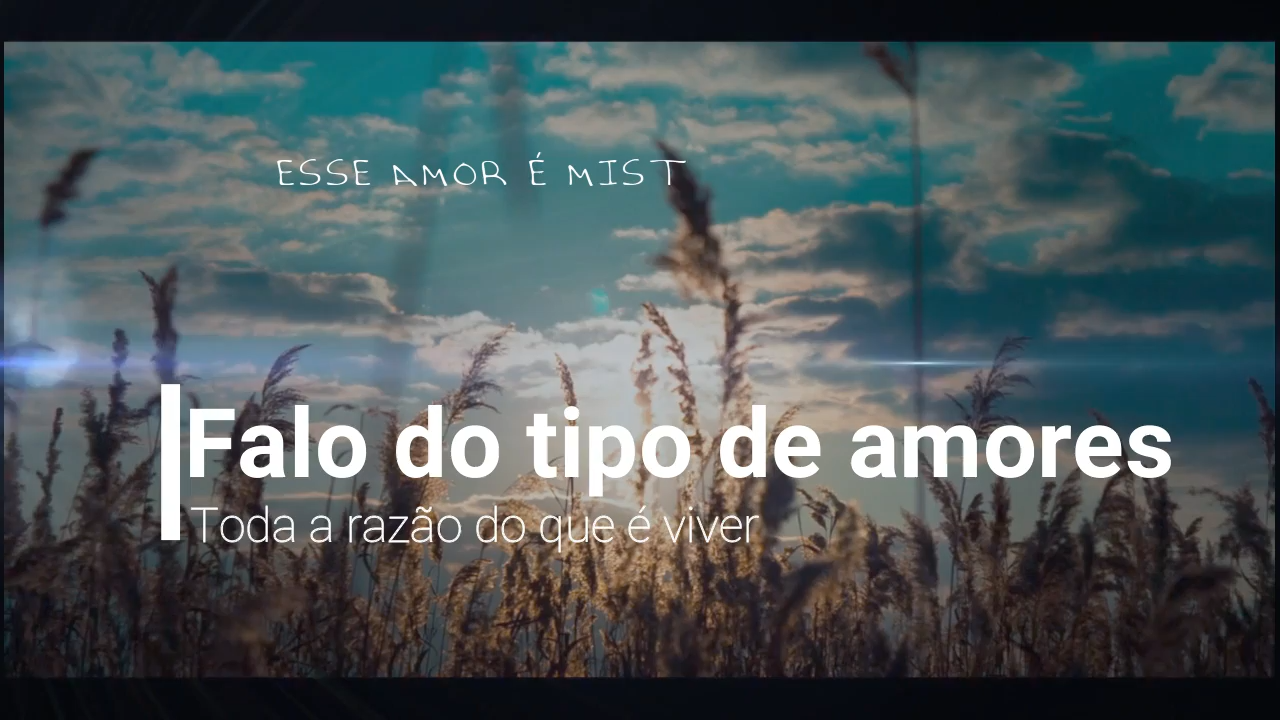 ESSE AMOR É MIST
Falo do tipo de amores
Toda a razão do que é viver